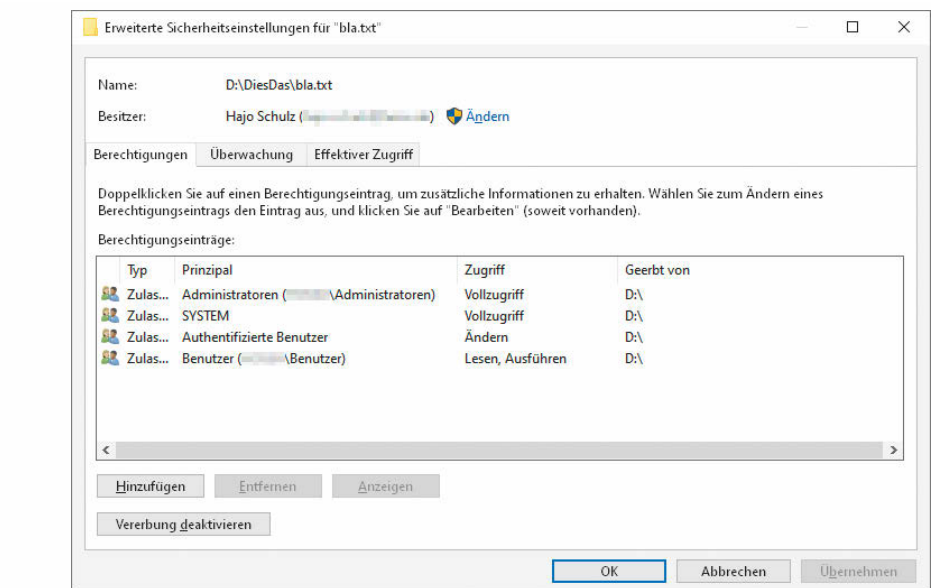 Erweiterte Sicherheitseinstellungen für "bla.txt"
Name: D:\DiesDas\bla.txt
Besitzer: Hajo Schulz ( ) Ändern
Berechtigungen Überwachung Effektiver Zugriff
Doppelklicken Sie auf einen Berechtigungseintrag, um zusätzliche Informationen zu erhalten. Wählen Sie zum Ändern eines
Berechtigungseintrags den Eintrag aus, und klicken Sie auf "Bearbeiten" (soweit vorhanden).
Berechtigungseinträge:
Typ Prinzipal Zugriff Geerbt von
Zulas... Administratoren ( \Administratoren) Vollzugriff D:\
Zulas... SYSTEM Vollzugriff D:\
Zulas... Authentifizierte Benutzer Ändern D:\
Zulas... Benutzer ( \Benutzer) Lesen, Ausführen D:\
Hinzufügen Entfernen Anzeigen
Vererbung deaktivieren
OK Abbrechen Übernehmen